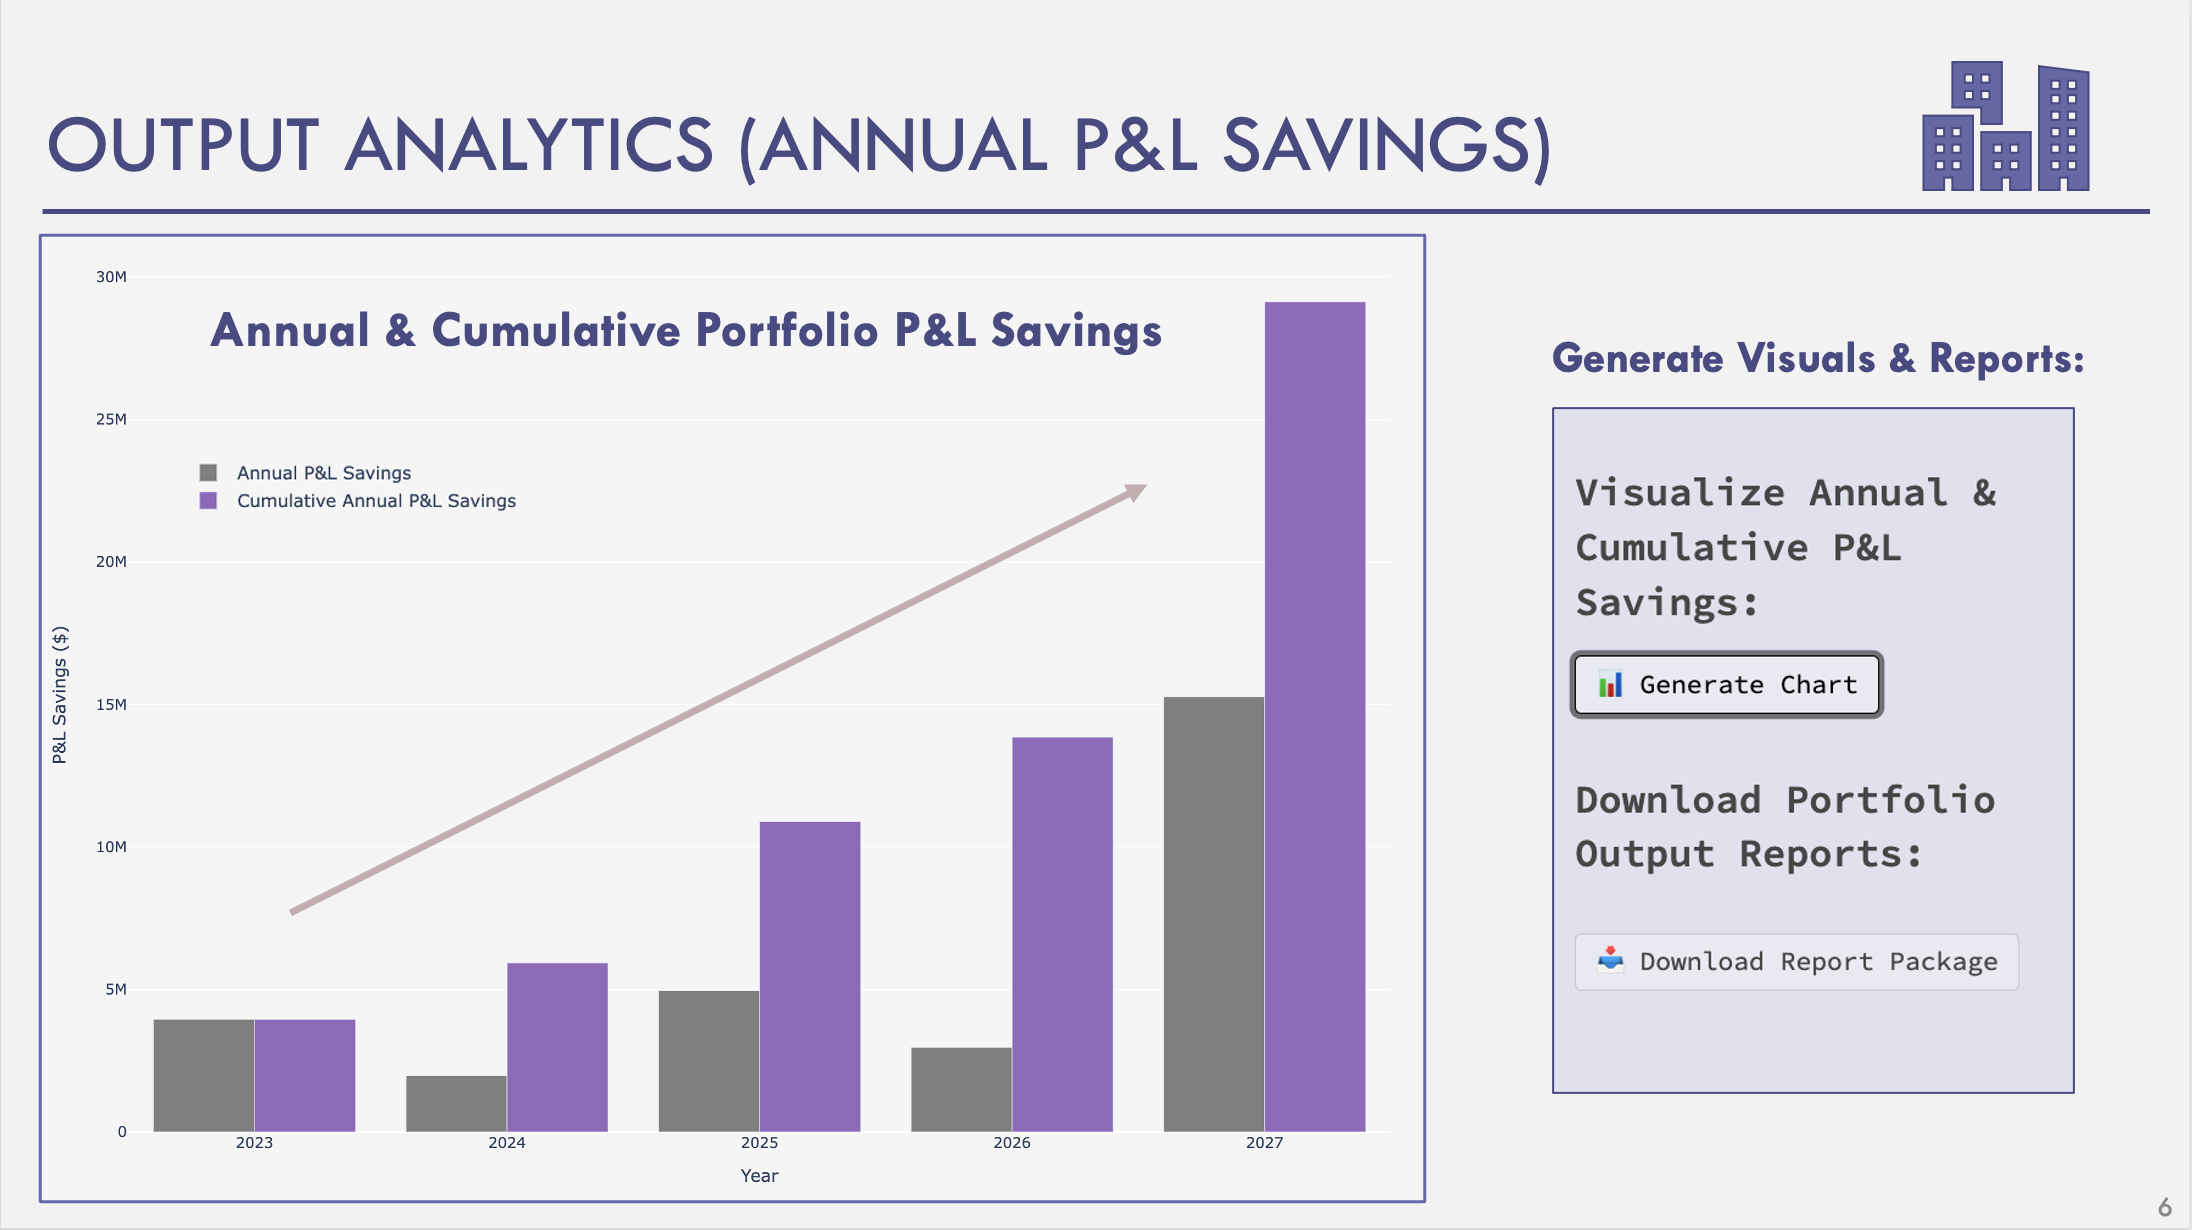 OUTPUT ANALYTICS (ANNUAL P&L SAVINGS)
Annual & Cumulative Portfolio P&L Savings
Annual P&L Savings
Cumulative Annual P&L Savings
P&L Savings ($)
30M
25M
20M
15M
10M
5M
0
2023
2024
2025
2026
2027
Year
Generate Visuals & Reports:
Visualize Annual &
Cumulative P&L
Savings:
Generate Chart
Download Portfolio
Output Reports:
Download Report Package
6